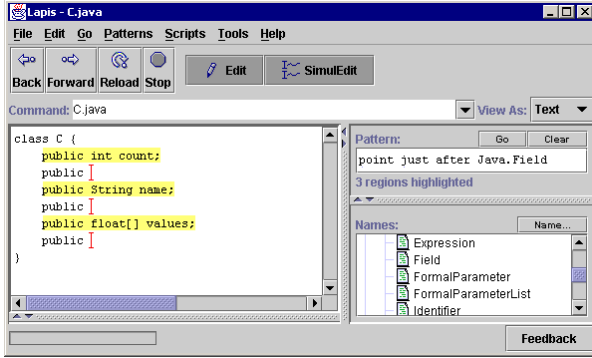 Lapis - C.java
File Edit Go Patterns Scripts Tools Help
Back Forward Reload Stop Edit SimulEdit
Command: C.java View As: Text
class C {
public int count;
public
public String name;
public
public float[] values;
public
}
Pattern: Go Clear
point just after Java.Field
3 regions highlighted
Names: Name...
Expression
Field
FormalParameter
FormalParameterList
Identifier
Feedback